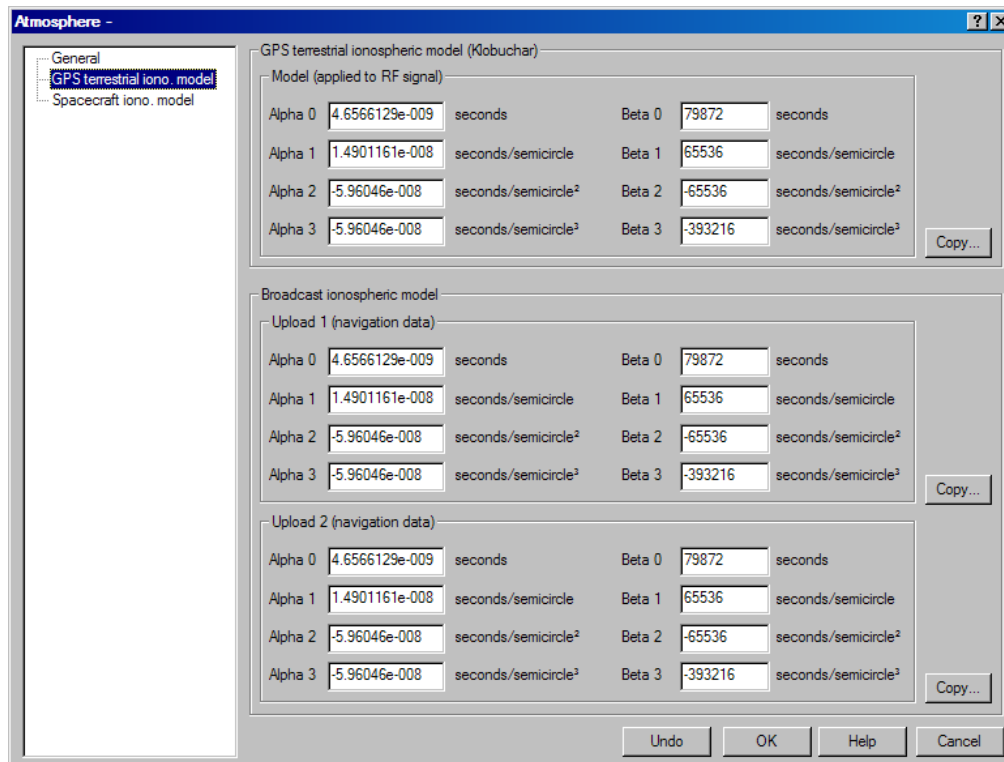 Atmosphere -
General
GPS terrestrial iono. model
Spacecraft iono. model
GPS terrestrial ionospheric model (Klobuchar)
Model (applied to RF signal)
Alpha 0 4.6566129e-009 seconds Beta 0 79872 seconds
Alpha 1 1.4901161e-008 seconds/semicircle Beta 1 65536 seconds/semicircle
Alpha 2 -5.96046e-008 seconds/semicircle² Beta 2 -65536 seconds/semicircle²
Alpha 3 -5.96046e-008 seconds/semicircle³ Beta 3 -393216 seconds/semicircle³
Copy...
Broadcast ionospheric model
Upload 1 (navigation data)
Alpha 0 4.6566129e-009 seconds Beta 0 79872 seconds
Alpha 1 1.4901161e-008 seconds/semicircle Beta 1 65536 seconds/semicircle
Alpha 2 -5.96046e-008 seconds/semicircle² Beta 2 -65536 seconds/semicircle²
Alpha 3 -5.96046e-008 seconds/semicircle³ Beta 3 -393216 seconds/semicircle³
Copy...
Upload 2 (navigation data)
Alpha 0 4.6566129e-009 seconds Beta 0 79872 seconds
Alpha 1 1.4901161e-008 seconds/semicircle Beta 1 65536 seconds/semicircle
Alpha 2 -5.96046e-008 seconds/semicircle² Beta 2 -65536 seconds/semicircle²
Alpha 3 -5.96046e-008 seconds/semicircle³ Beta 3 -393216 seconds/semicircle³
Copy...
Undo OK Help Cancel